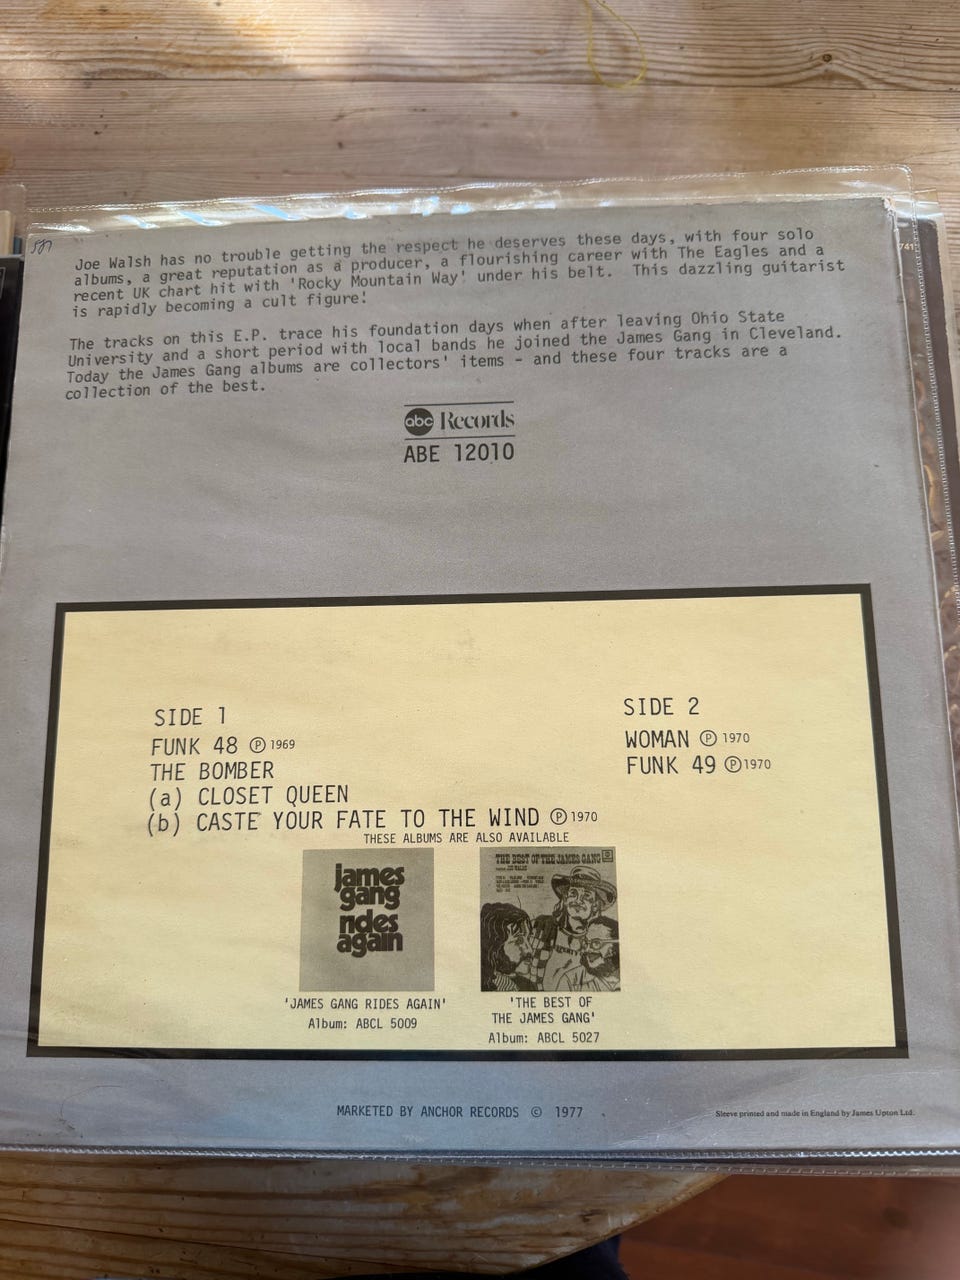 587
Joe Walsh has no trouble getting the respect he deserves these days, with four solo
albums, a great reputation as a producer, a flourishing career with The Eagles and a
recent UK chart hit with 'Rocky Mountain Way' under his belt. This dazzling guitarist
is rapidly becoming a cult figure!
The tracks on this E.P. trace his foundation days when after leaving Ohio State
University and a short period with local bands he joined the James Gang in Cleveland.
Today the James Gang albums are collectors' items - and these four tracks are a
collection of the best.
abc Records
ABE 12010
SIDE 1
FUNK 48 Ⓟ 1969
THE BOMBER
(a) CLOSET QUEEN
(b) CASTE YOUR FATE TO THE WIND Ⓟ 1970
SIDE 2
WOMAN Ⓟ 1970
FUNK 49 Ⓟ 1970
THESE ALBUMS ARE ALSO AVAILABLE
james
gang
rides
again
'JAMES GANG RIDES AGAIN'
Album: ABCL 5009
THE BEST OF THE JAMES GANG
'THE BEST OF
THE JAMES GANG'
Album: ABCL 5027
MARKETED BY ANCHOR RECORDS © 1977
Sleeve printed and made in England by James Upton Ltd.
741